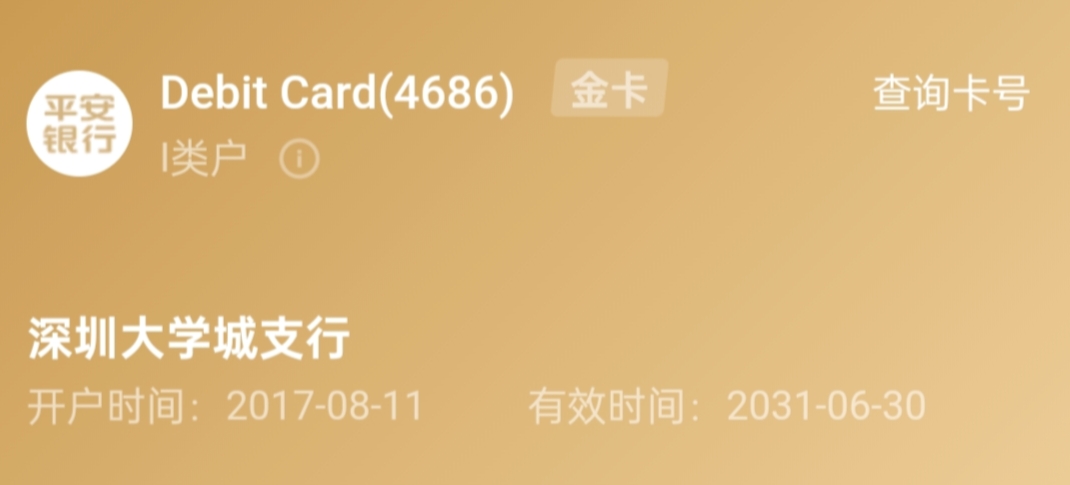 平安
银行
Debit Card(4686) 金卡 查询卡号
I类户
深圳大学城支行
开户时间：2017-08-11 有效时间：2031-06-30